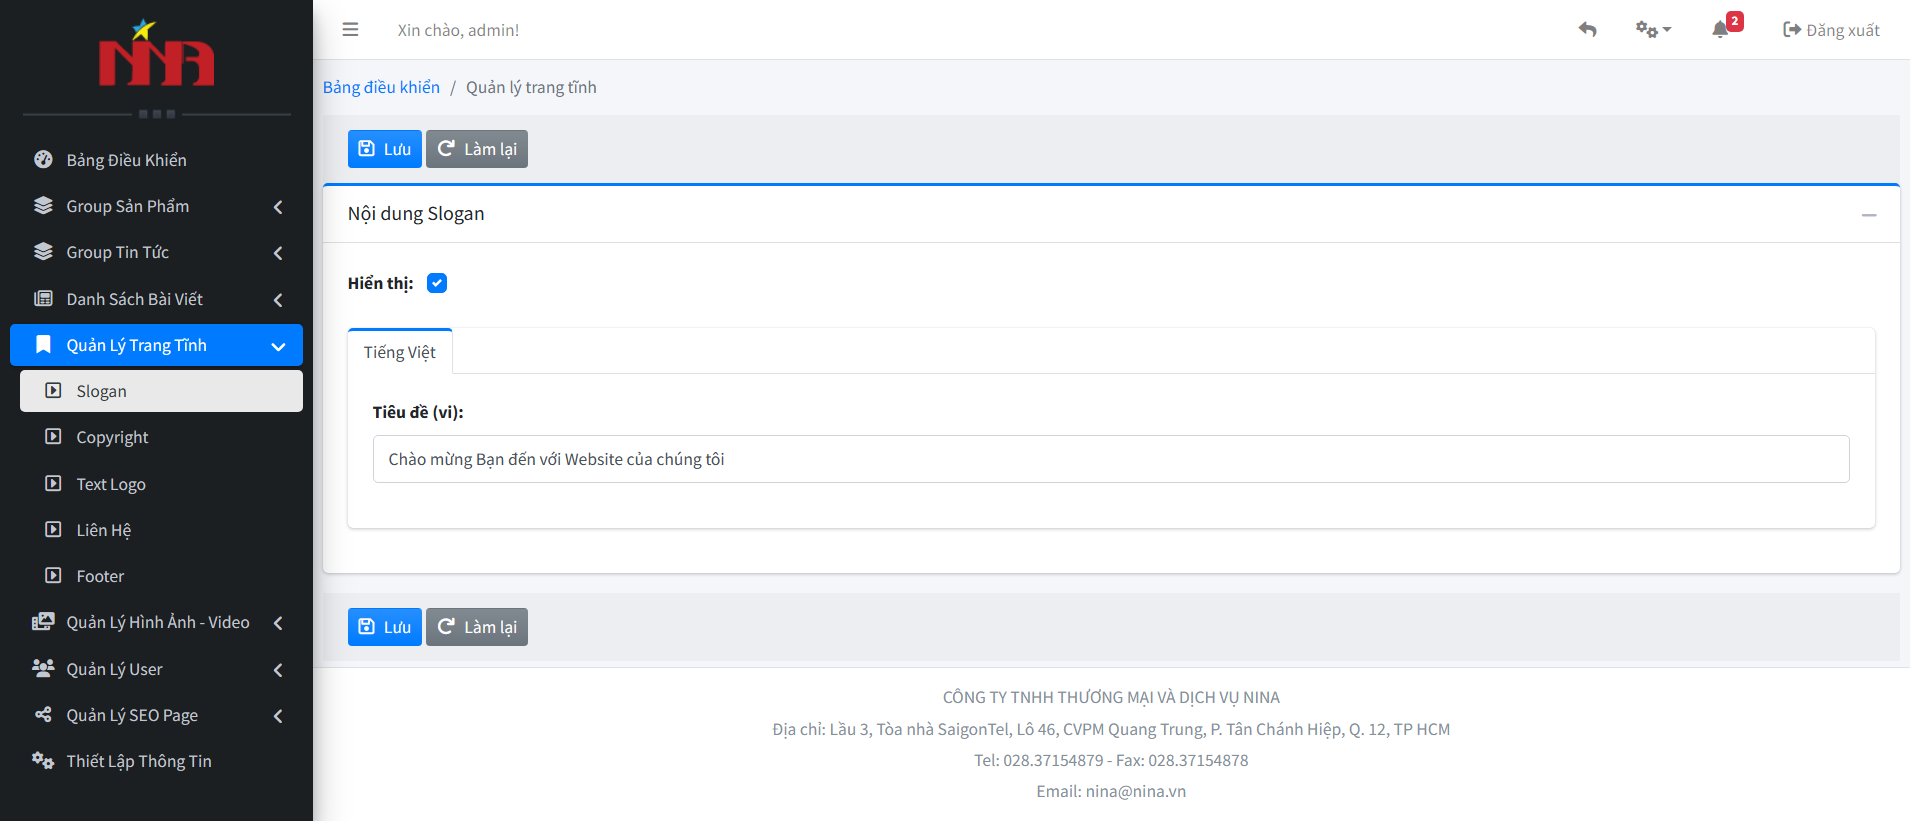 NINA
Bảng Điều Khiển
Group Sản Phẩm
Group Tin Tức
Danh Sách Bài Viết
Quản Lý Trang Tĩnh
Slogan
Copyright
Text Logo
Liên Hệ
Footer
Quản Lý Hình Ảnh - Video
Quản Lý User
Quản Lý SEO Page
Thiết Lập Thông Tin
Xin chào, admin!
2
Đăng xuất
Bảng điều khiển / Quản lý trang tĩnh
Lưu
Làm lại
Nội dung Slogan
Hiển thị:
Tiếng Việt
Tiêu đề (vi):
Chào mừng Bạn đến với Website của chúng tôi
Lưu
Làm lại
CÔNG TY TNHH THƯƠNG MẠI VÀ DỊCH VỤ NINA
Địa chỉ: Lầu 3, Tòa nhà SaigonTel, Lô 46, CVPM Quang Trung, P. Tân Chánh Hiệp, Q. 12, TP HCM
Tel: 028.37154879 - Fax: 028.37154878
Email: nina@nina.vn